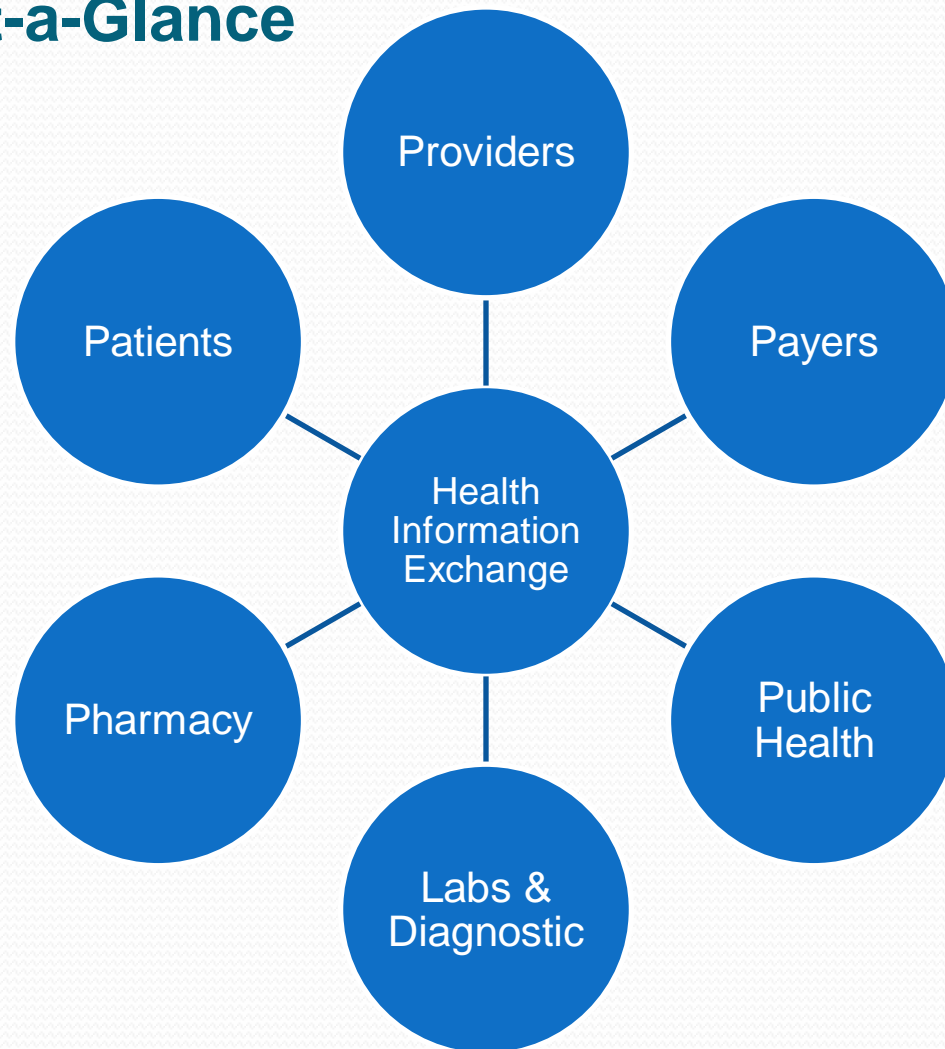 t-a-Glance
Providers
Patients
Payers
Health
Information
Exchange
Pharmacy
Public
Health
Labs &
Diagnostic